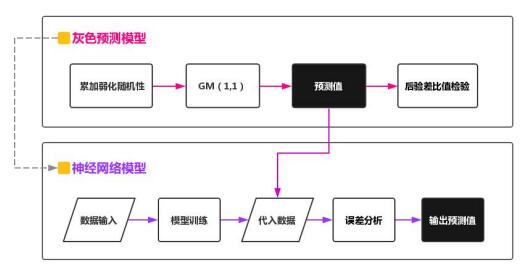 灰色预测模型
累加弱化随机性
GM（1,1）
预测值
后验差比值检验
神经网络模型
数据输入
模型训练
代入数据
误差分析
输出预测值